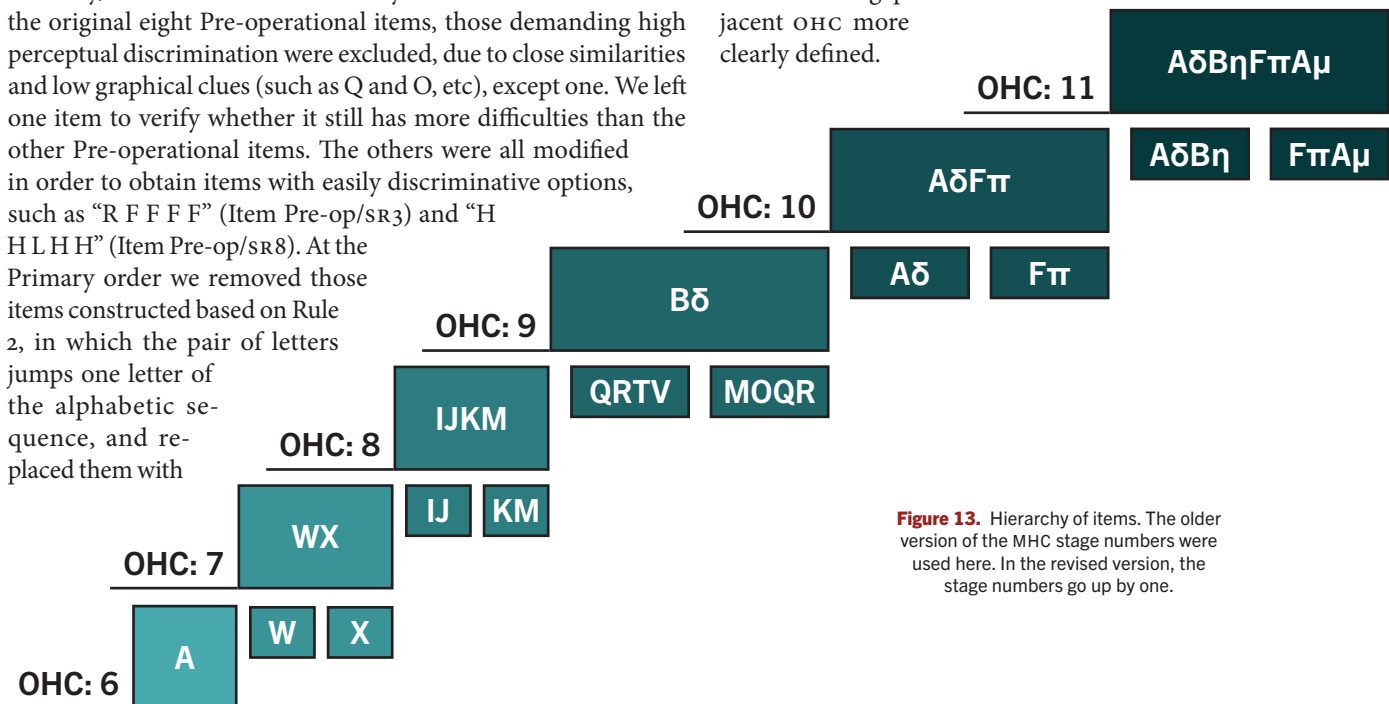 the original eight Pre-operational items, those demanding high
perceptual discrimination were excluded, due to close similarities
and low graphical clues (such as Q and O, etc), except one. We left
one item to verify whether it still has more difficulties than the
other Pre-operational items. The others were all modified
in order to obtain items with easily discriminative options,
such as “R F F F F” (Item Pre-op/SR3) and “H
H L H H” (Item Pre-op/SR8). At the
Primary order we removed those
items constructed based on Rule
2, in which the pair of letters
jumps one letter of
the alphabetic se-
quence, and re-
placed them with
jacent OHC more
clearly defined.
OHC: 11
AδBηFπAμ
AδBη
FπAμ
OHC: 10
AδFπ
Aδ
Fπ
OHC: 9
Bδ
QRTV
MOQR
OHC: 8
IJKM
IJ
KM
OHC: 7
WX
W
X
OHC: 6
A
Figure 13. Hierarchy of items. The older
version of the MHC stage numbers were
used here. In the revised version, the
stage numbers go up by one.